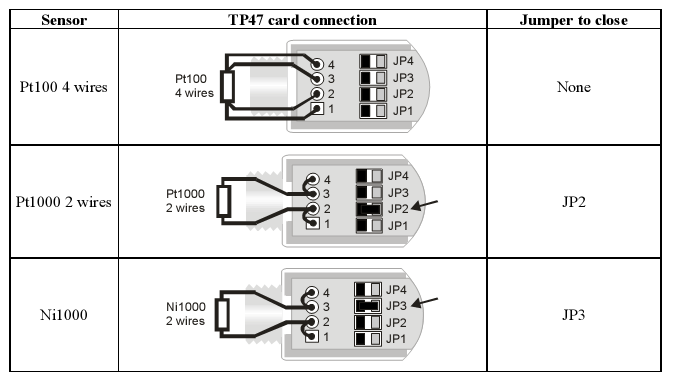 Sensor
TP47 card connection
Jumper to close
Pt100 4 wires
Pt100
4 wires
4
3
2
1
JP4
JP3
JP2
JP1
None
Pt1000 2 wires
Pt1000
2 wires
4
3
2
1
JP4
JP3
JP2
JP1
JP2
Ni1000
Ni1000
2 wires
4
3
2
1
JP4
JP3
JP2
JP1
JP3